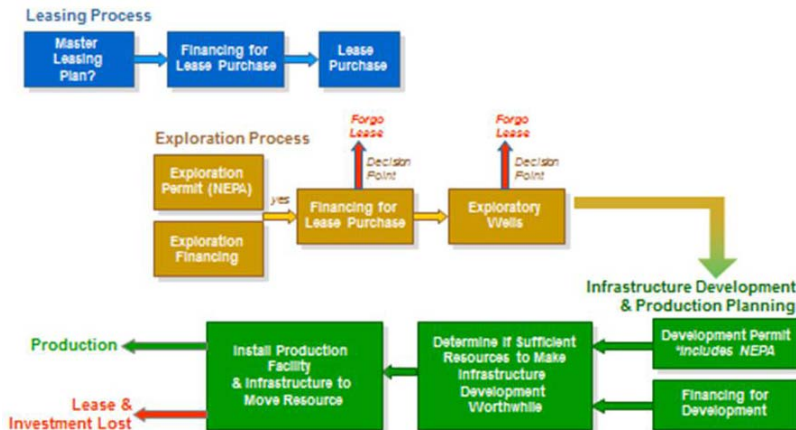 Leasing Process
Master
Leasing
Plan?
Financing for
Lease Purchase
Lease
Purchase
Exploration Process
Forgo
Lease
Decision
Point
Forgo
Lease
Decision
Point
Exploration
Permit (NEPA)
yes
Exploration
Financing
Financing for
Lease Purchase
Exploratory
Wells
Infrastructure Development
& Production Planning
Development Permit
*Includes NEPA
Financing for
Development
Determine if Sufficient
Resources to Make
Infrastructure
Development
Worthwhile
Install Production
Facility
& Infrastructure to
Move Resource
Production
Lease &
Investment Lost